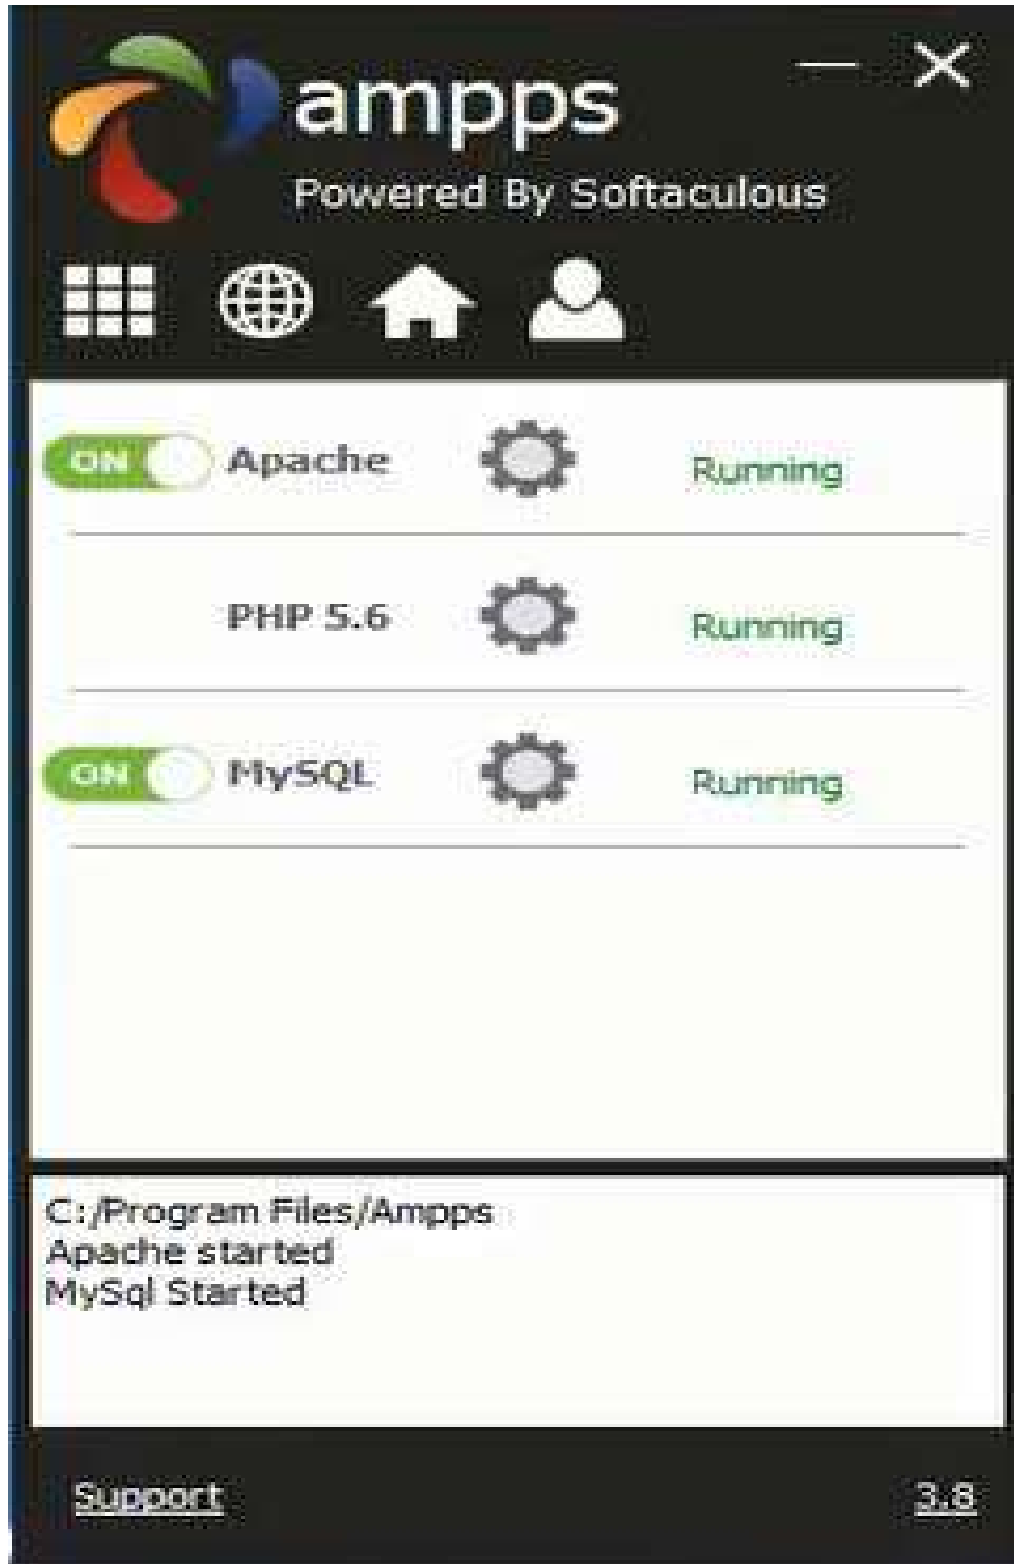 ampps
Powered By Softaculous
ON Apache Running
PHP 5.6 Running
ON MySQL Running
C:/Program Files/Ampps
Apache started
MySql Started
Support 3.8